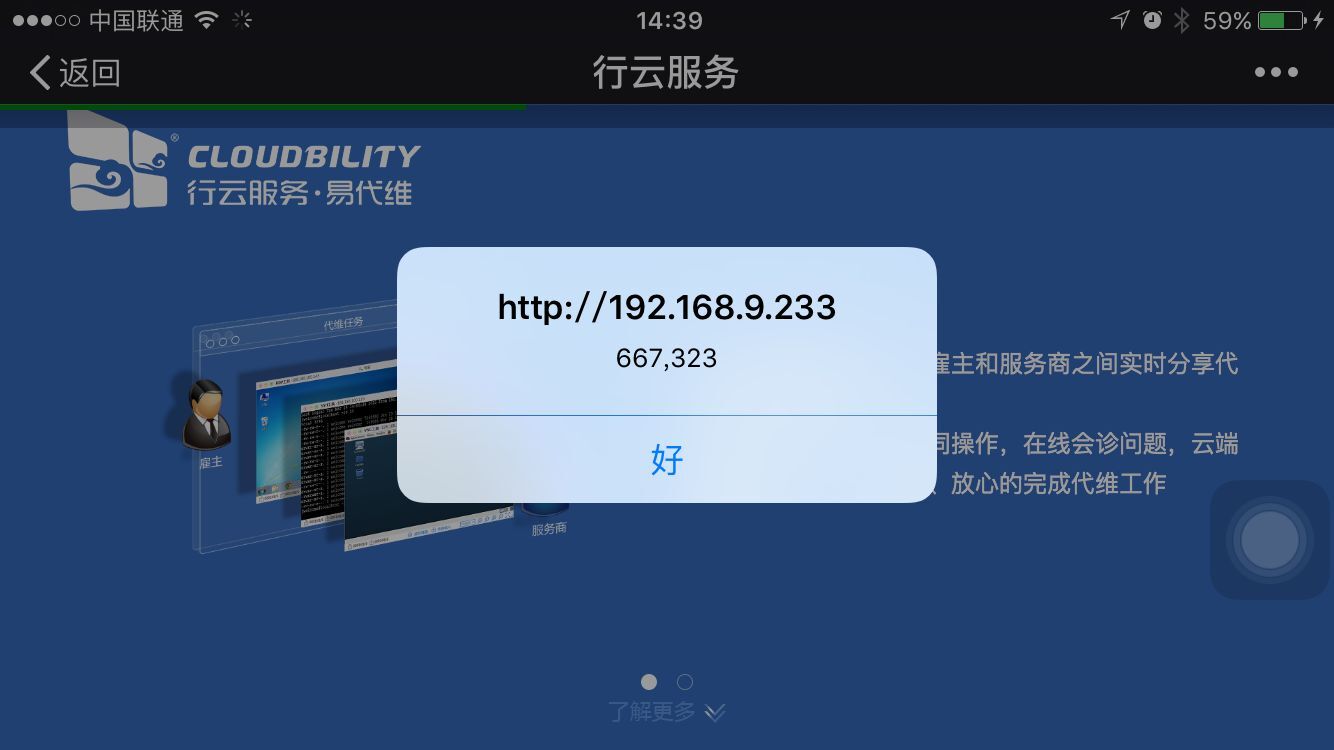 中国联通
14:39
59%
返回
行云服务
CLOUDBILITY
行云服务·易代维
http://192.168.9.233
667,323
好
代维任务
雇主
服务商
雇主和服务商之间实时分享代
同操作，在线会诊问题，云端
、放心的完成代维工作
了解更多